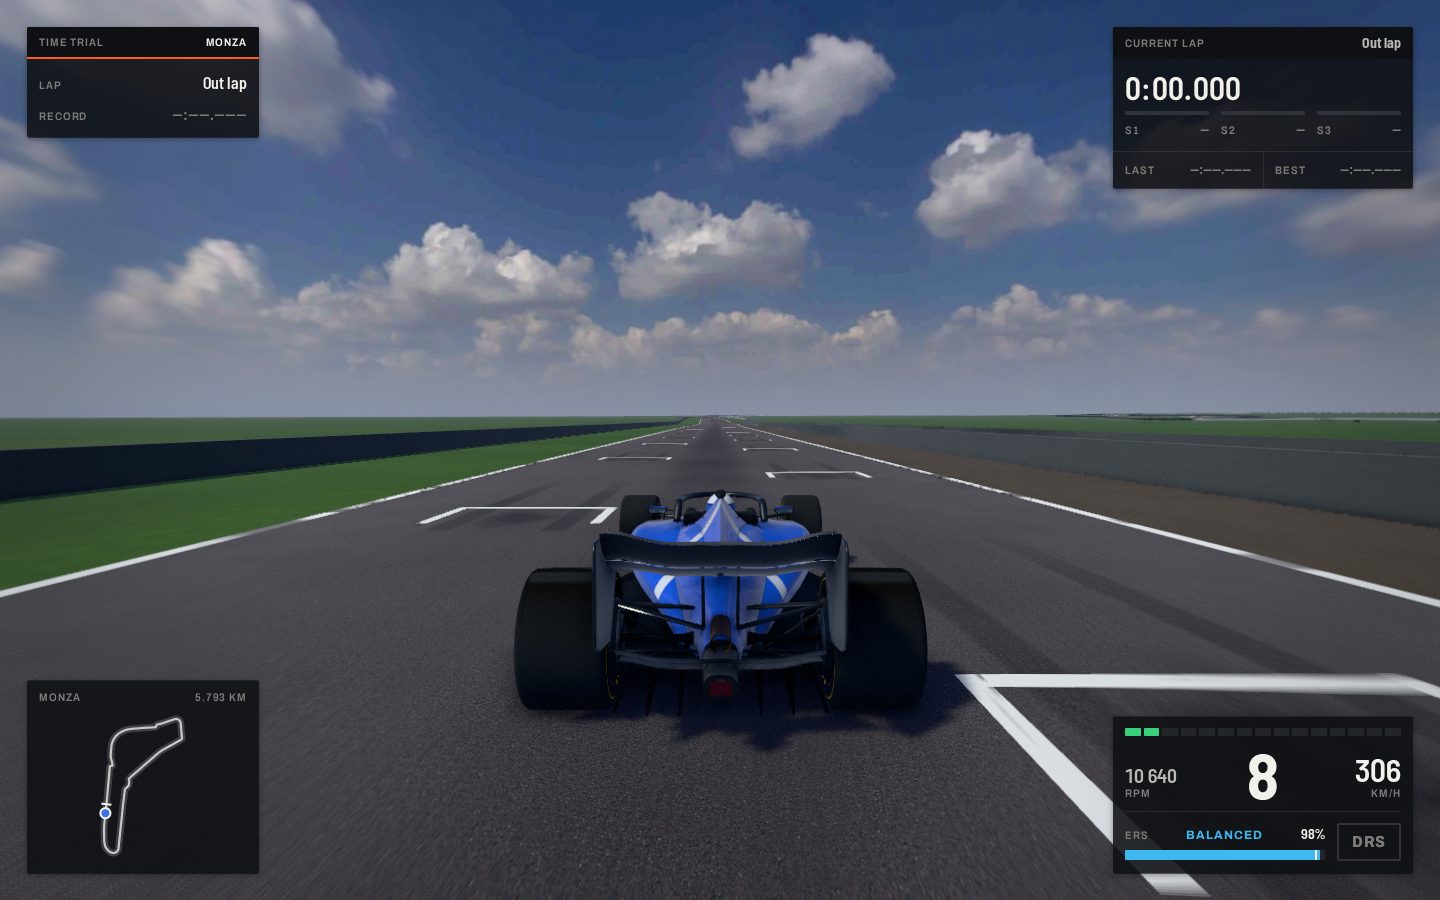 TIME TRIAL MONZA
LAP Out lap
RECORD –:––.–––
CURRENT LAP Out lap
0:00.000
S1 – S2 – S3 –
LAST –:––.––– BEST –:––.–––
MONZA 5.793 KM
10 640 RPM
8
306 KM/H
ERS BALANCED 98%
DRS